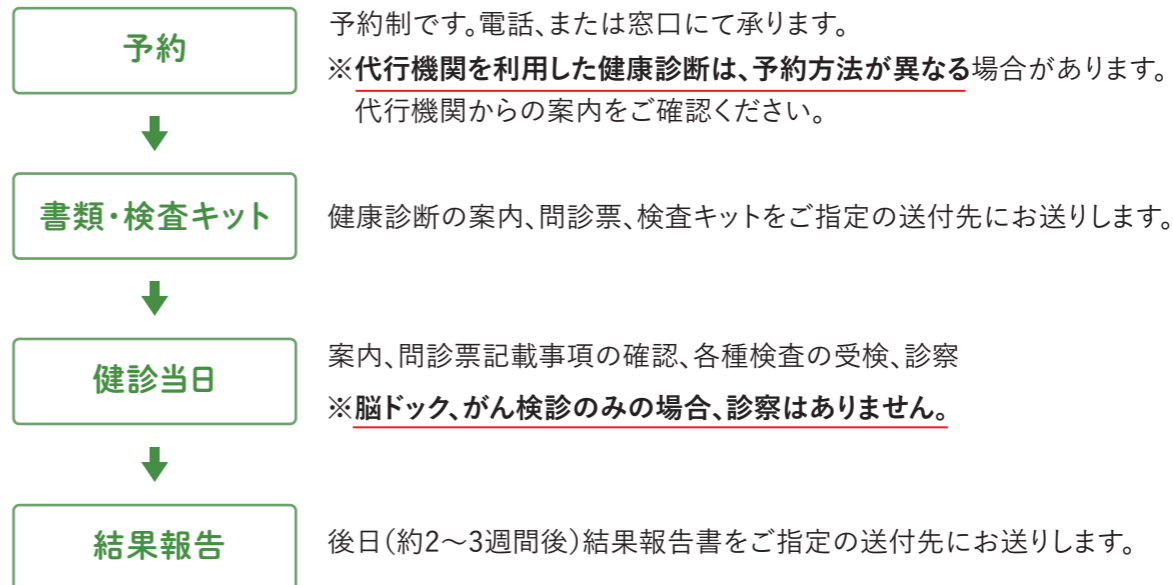 予約
予約制です。電話、または窓口にて承ります。
※代行機関を利用した健康診断は、予約方法が異なる場合があります。
代行機関からの案内をご確認ください。
書類・検査キット
健康診断の案内、問診票、検査キットをご指定の送付先にお送りします。
健診当日
案内、問診票記載事項の確認、各種検査の受検、診察
※脳ドック、がん検診のみの場合、診察はありません。
結果報告
後日(約2～3週間後)結果報告書をご指定の送付先にお送りします。